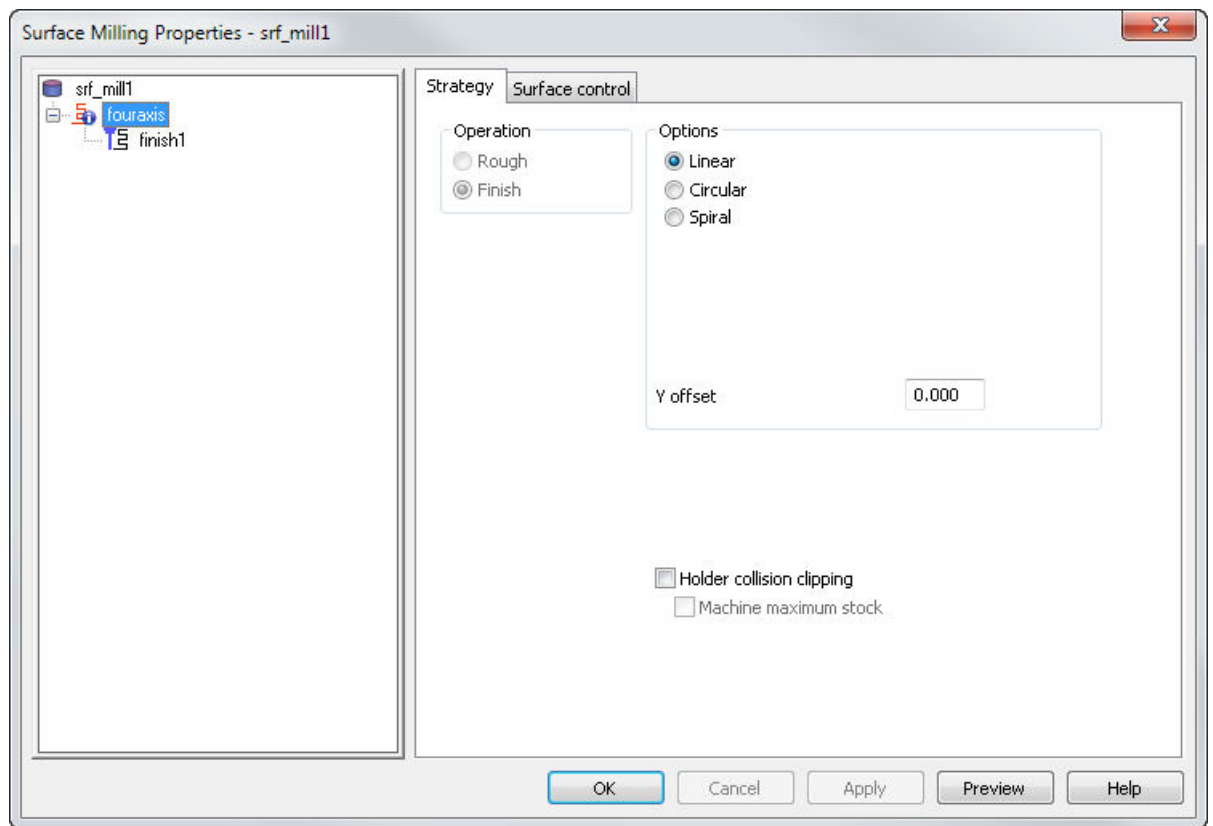 Surface Milling Properties - srf_mill1
srf_mill1
fouraxis
finish1
Strategy
Surface control
Operation
Rough
Finish
Options
Linear
Circular
Spiral
Y offset
0.000
Holder collision clipping
Machine maximum stock
OK
Cancel
Apply
Preview
Help